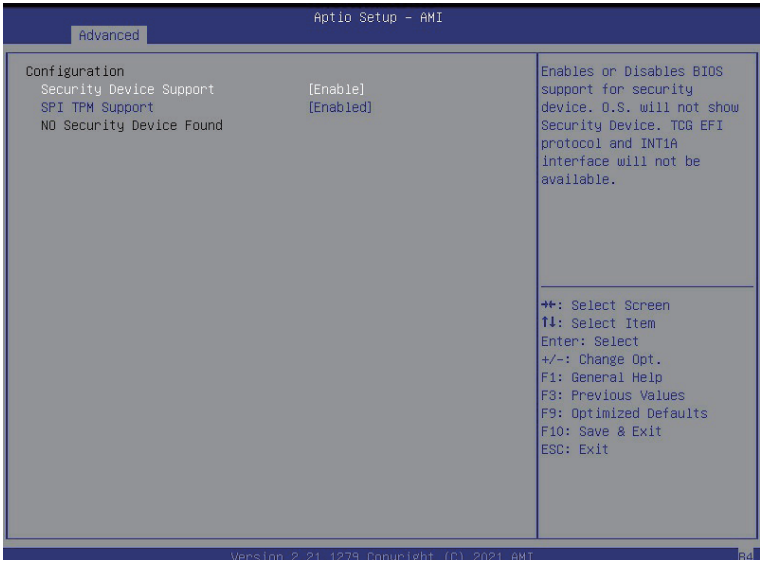 Aptio Setup – AMI
Advanced
Configuration
Security Device Support [Enable]
SPI TPM Support [Enabled]
NO Security Device Found
Enables or Disables BIOS
support for security
device. O.S. will not show
Security Device. TCG EFI
protocol and INT1A
interface will not be
available.
→←: Select Screen
↑↓: Select Item
Enter: Select
+/-: Change Opt.
F1: General Help
F3: Previous Values
F9: Optimized Defaults
F10: Save & Exit
ESC: Exit
Version 2.21.1279 Copyright (C) 2021 AMI
B4